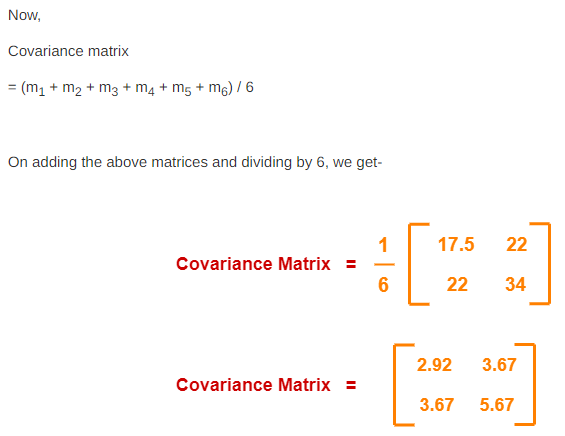 Now,
Covariance matrix
= (m₁ + m₂ + m₃ + m₄ + m₅ + m₆) / 6
On adding the above matrices and dividing by 6, we get-
Covariance Matrix = 1/6 [ 17.5 22
22 34 ]
Covariance Matrix = [ 2.92 3.67
3.67 5.67 ]